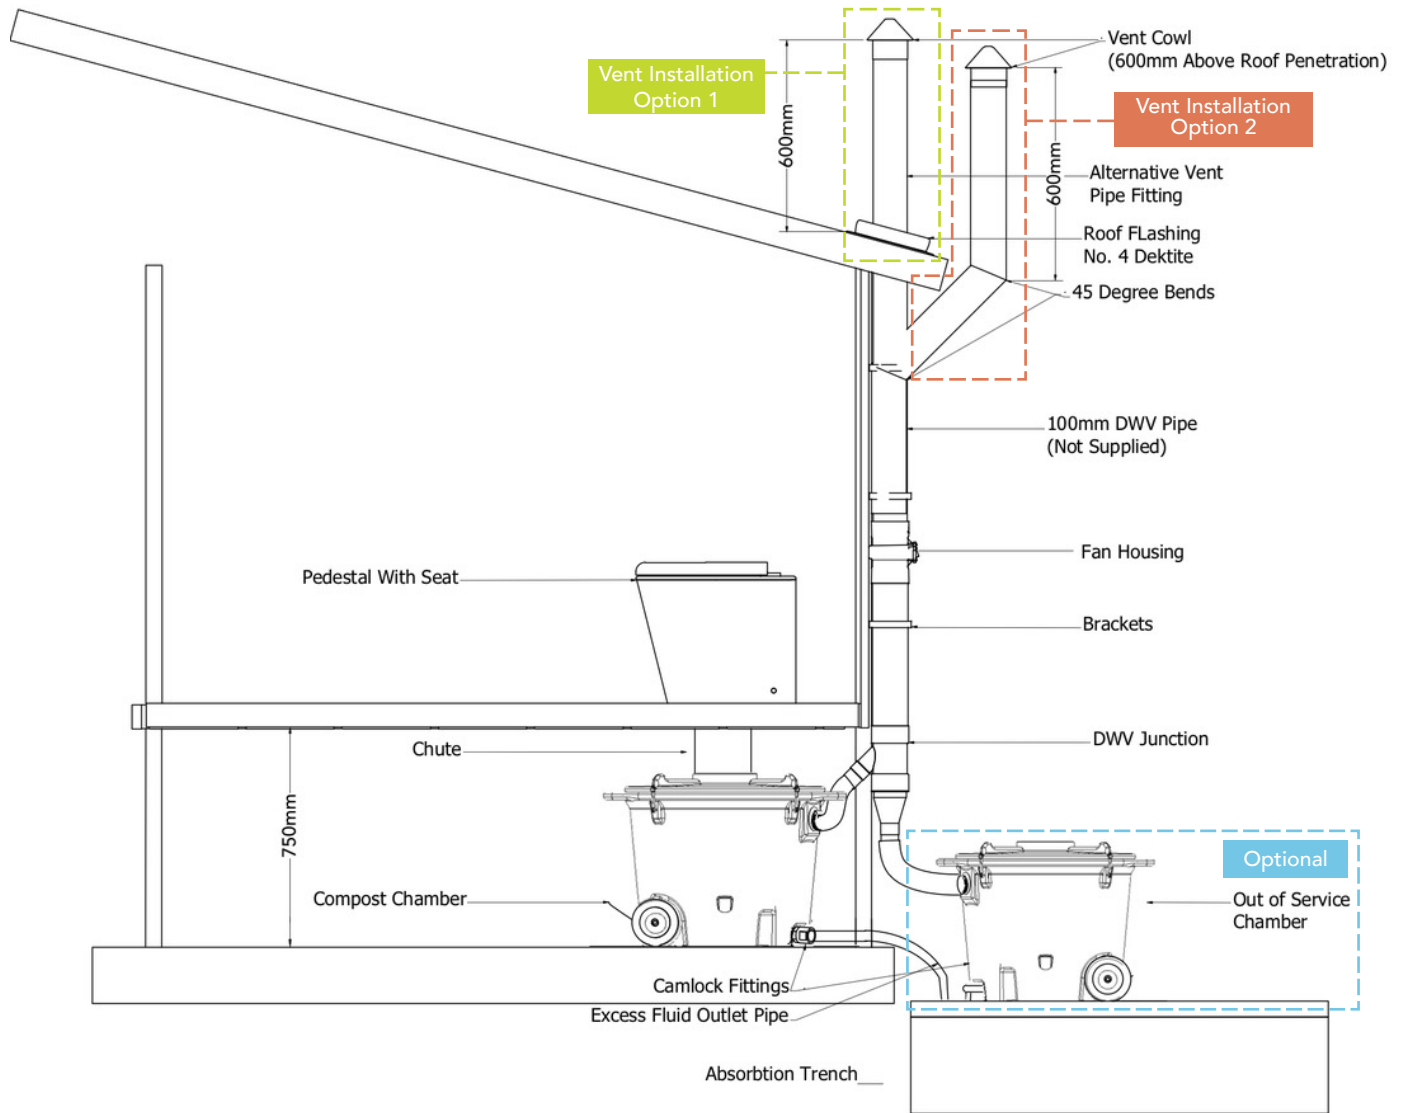 Vent Cowl
(600mm Above Roof Penetration)
Vent Installation
Option 1
Vent Installation
Option 2
600mm
600mm
Alternative Vent
Pipe Fitting
Roof FLashing
No. 4 Dektite
45 Degree Bends
100mm DWV Pipe
(Not Supplied)
Fan Housing
Pedestal With Seat
Brackets
DWV Junction
Chute
750mm
Optional
Compost Chamber
Out of Service
Chamber
Camlock Fittings
Excess Fluid Outlet Pipe
Absorbtion Trench